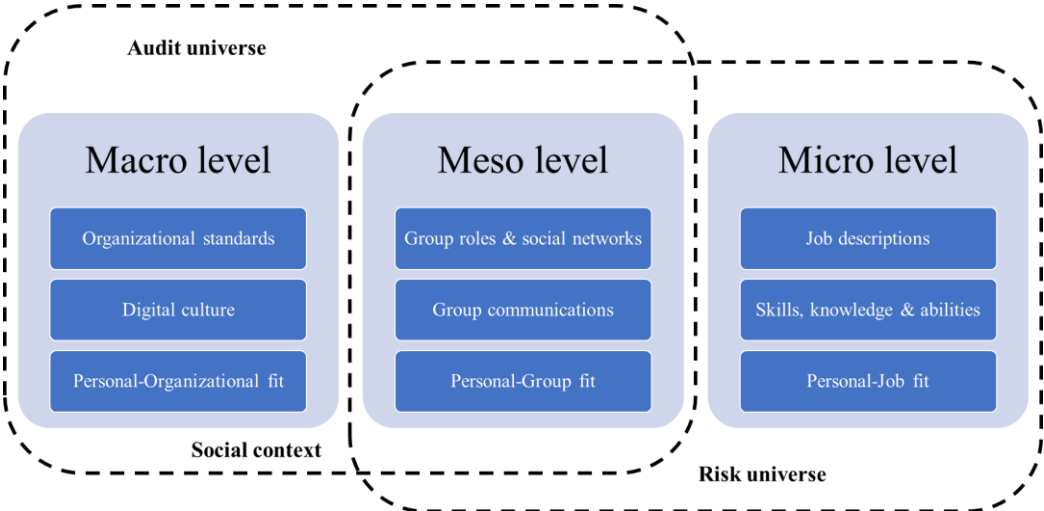 Audit universe
Macro level
Organizational standards
Digital culture
Personal-Organizational fit
Social context
Meso level
Group roles & social networks
Group communications
Personal-Group fit
Micro level
Job descriptions
Skills, knowledge & abilities
Personal-Job fit
Risk universe